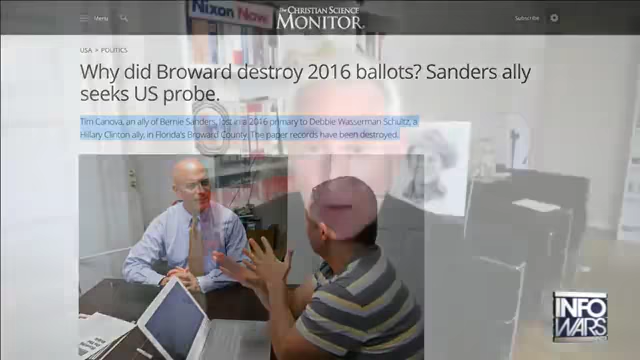 Nixon Now
Menu
The CHRISTIAN SCIENCE
MONITOR
Subscribe
USA > POLITICS
Why did Broward destroy 2016 ballots? Sanders ally
seeks US probe.
Tim Canova, an ally of Bernie Sanders, lost in a 2016 primary to Debbie Wasserman Schultz, a
Hillary Clinton ally, in Florida's Broward County. The paper records have been destroyed.
INFO
WARS